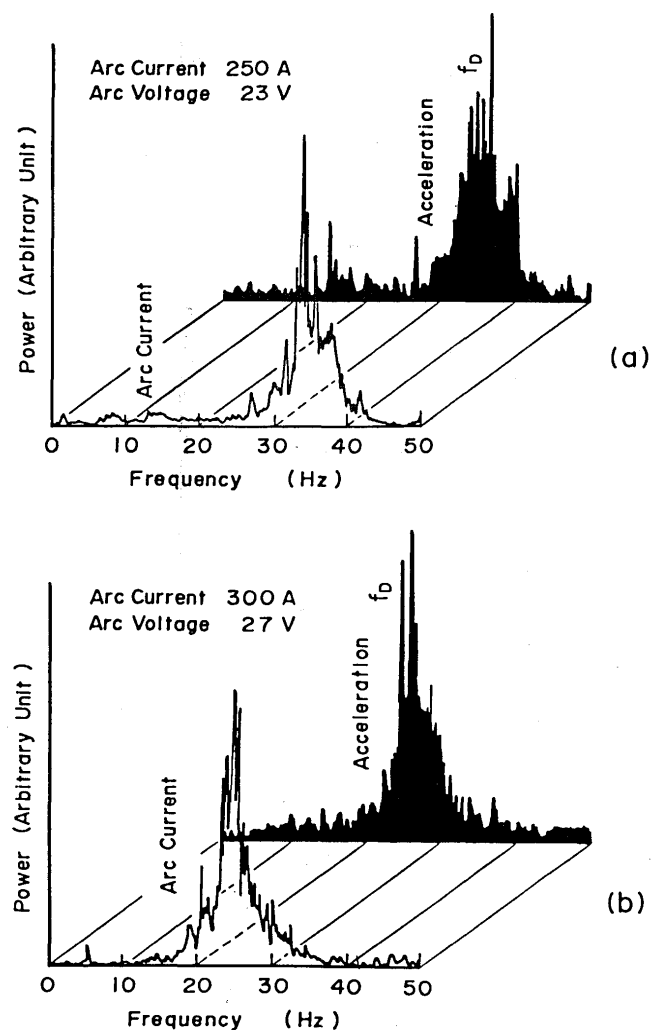 Arc Current 250 A
Arc Voltage 23 V
Power (Arbitrary Unit)
Arc Current
Acceleration
fD
0 10 20 30 40 50
Frequency (Hz)
(a)
Arc Current 300 A
Arc Voltage 27 V
Power (Arbitrary Unit)
Arc Current
Acceleration
fD
0 10 20 30 40 50
Frequency (Hz)
(b)